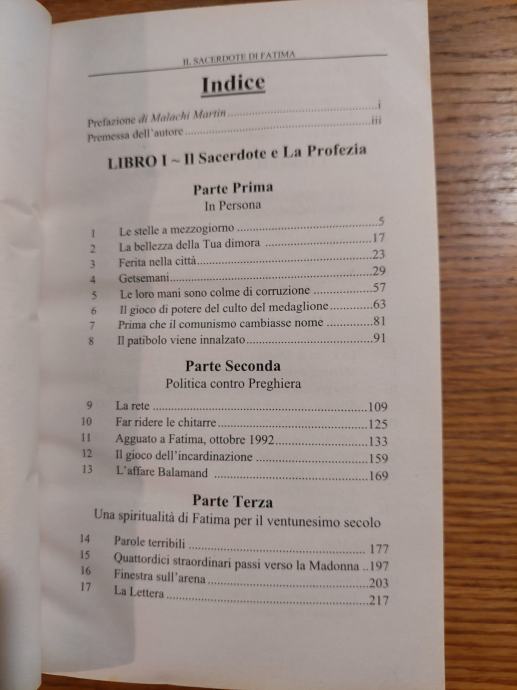 IL SACERDOTE DI FATIMA
Indice
Prefazione di Malachi Martin ........ i
Premessa dell'autore ........ iii
LIBRO I ~ Il Sacerdote e La Profezia
Parte Prima
In Persona
1 Le stelle a mezzogiorno ........ 5
2 La bellezza della Tua dimora ........ 17
3 Ferita nella città ........ 23
4 Getsemani ........ 29
5 Le loro mani sono colme di corruzione ........ 57
6 Il gioco di potere del culto del medaglione ........ 63
7 Prima che il comunismo cambiasse nome ........ 81
8 Il patibolo viene innalzato ........ 91
Parte Seconda
Politica contro Preghiera
9 La rete ........ 109
10 Far ridere le chitarre ........ 125
11 Agguato a Fatima, ottobre 1992 ........ 133
12 Il gioco dell'incardinazione ........ 159
13 L'affare Balamand ........ 169
Parte Terza
Una spiritualità di Fatima per il ventunesimo secolo
14 Parole terribili ........ 177
15 Quattordici straordinari passi verso la Madonna ..197
16 Finestra sull'arena ........ 203
17 La Lettera ........ 217